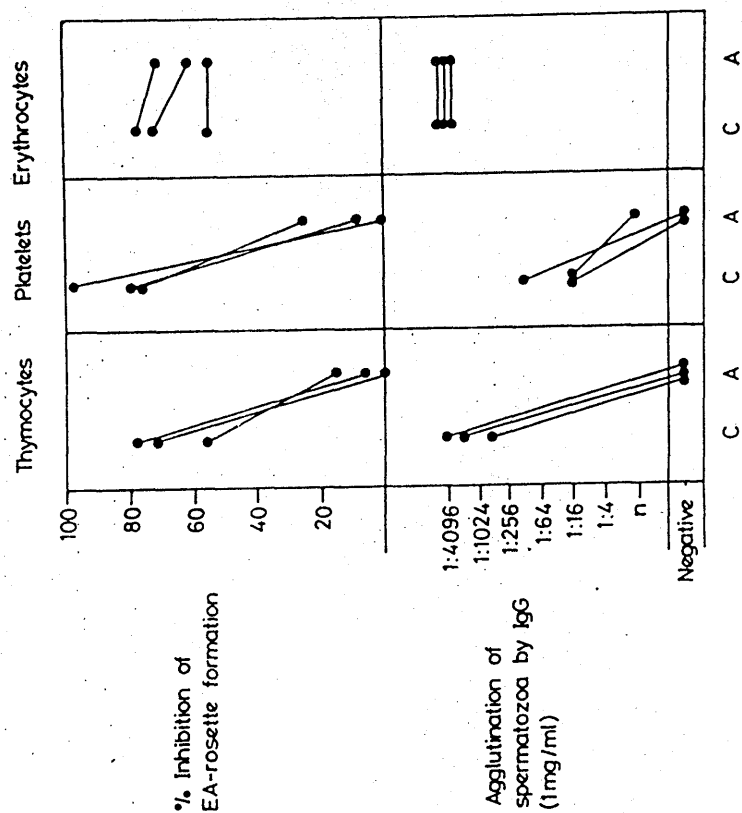 Thymocytes
Platelets
Erythrocytes
% Inhibition of
EA-rosette formation
100
80
60
40
20
Agglutination of
spermatozoa by IgG
(1mg/ml)
1:4096
1:1024
1:256
1:64
1:16
1:4
n
Negative
C A C A C A